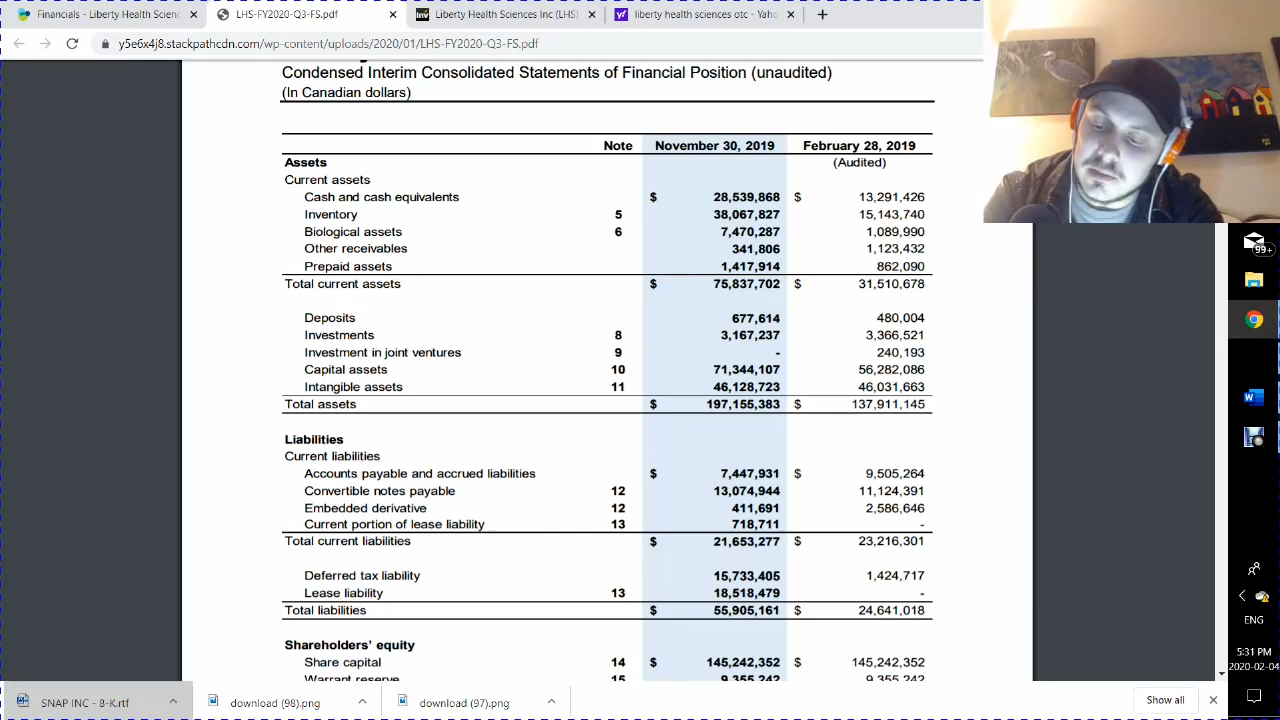 Financials - Liberty Health Scienc
LHS-FY2020-Q3-FS.pdf
Liberty Health Sciences Inc (LHS)
liberty health sciences otc - Yaho
y5e6x4j8.stackpathcdn.com/wp-content/uploads/2020/01/LHS-FY2020-Q3-FS.pdf
Condensed Interim Consolidated Statements of Financial Position (unaudited)
(In Canadian dollars)
Note November 30, 2019 February 28, 2019
Assets (Audited)
Current assets
Cash and cash equivalents $ 28,539,868 $ 13,291,426
Inventory 5 38,067,827 15,143,740
Biological assets 6 7,470,287 1,089,990
Other receivables 341,806 1,123,432
Prepaid assets 1,417,914 862,090
Total current assets $ 75,837,702 $ 31,510,678
Deposits 677,614 480,004
Investments 8 3,167,237 3,366,521
Investment in joint ventures 9 - 240,193
Capital assets 10 71,344,107 56,282,086
Intangible assets 11 46,128,723 46,031,663
Total assets $ 197,155,383 $ 137,911,145
Liabilities
Current liabilities
Accounts payable and accrued liabilities $ 7,447,931 $ 9,505,264
Convertible notes payable 12 13,074,944 11,124,391
Embedded derivative 12 411,691 2,586,646
Current portion of lease liability 13 718,711 -
Total current liabilities $ 21,653,277 $ 23,216,301
Deferred tax liability 15,733,405 1,424,717
Lease liability 13 18,518,479 -
Total liabilities $ 55,905,161 $ 24,641,018
Shareholders' equity
Share capital 14 $ 145,242,352 $ 145,242,352
Warrant reserve 15 9,355,242 9,355,242
99+
ENG
5:31 PM
2020-02-04
SNAP INC - 8-K.rtf
download (98).png
download (97).png
Show all